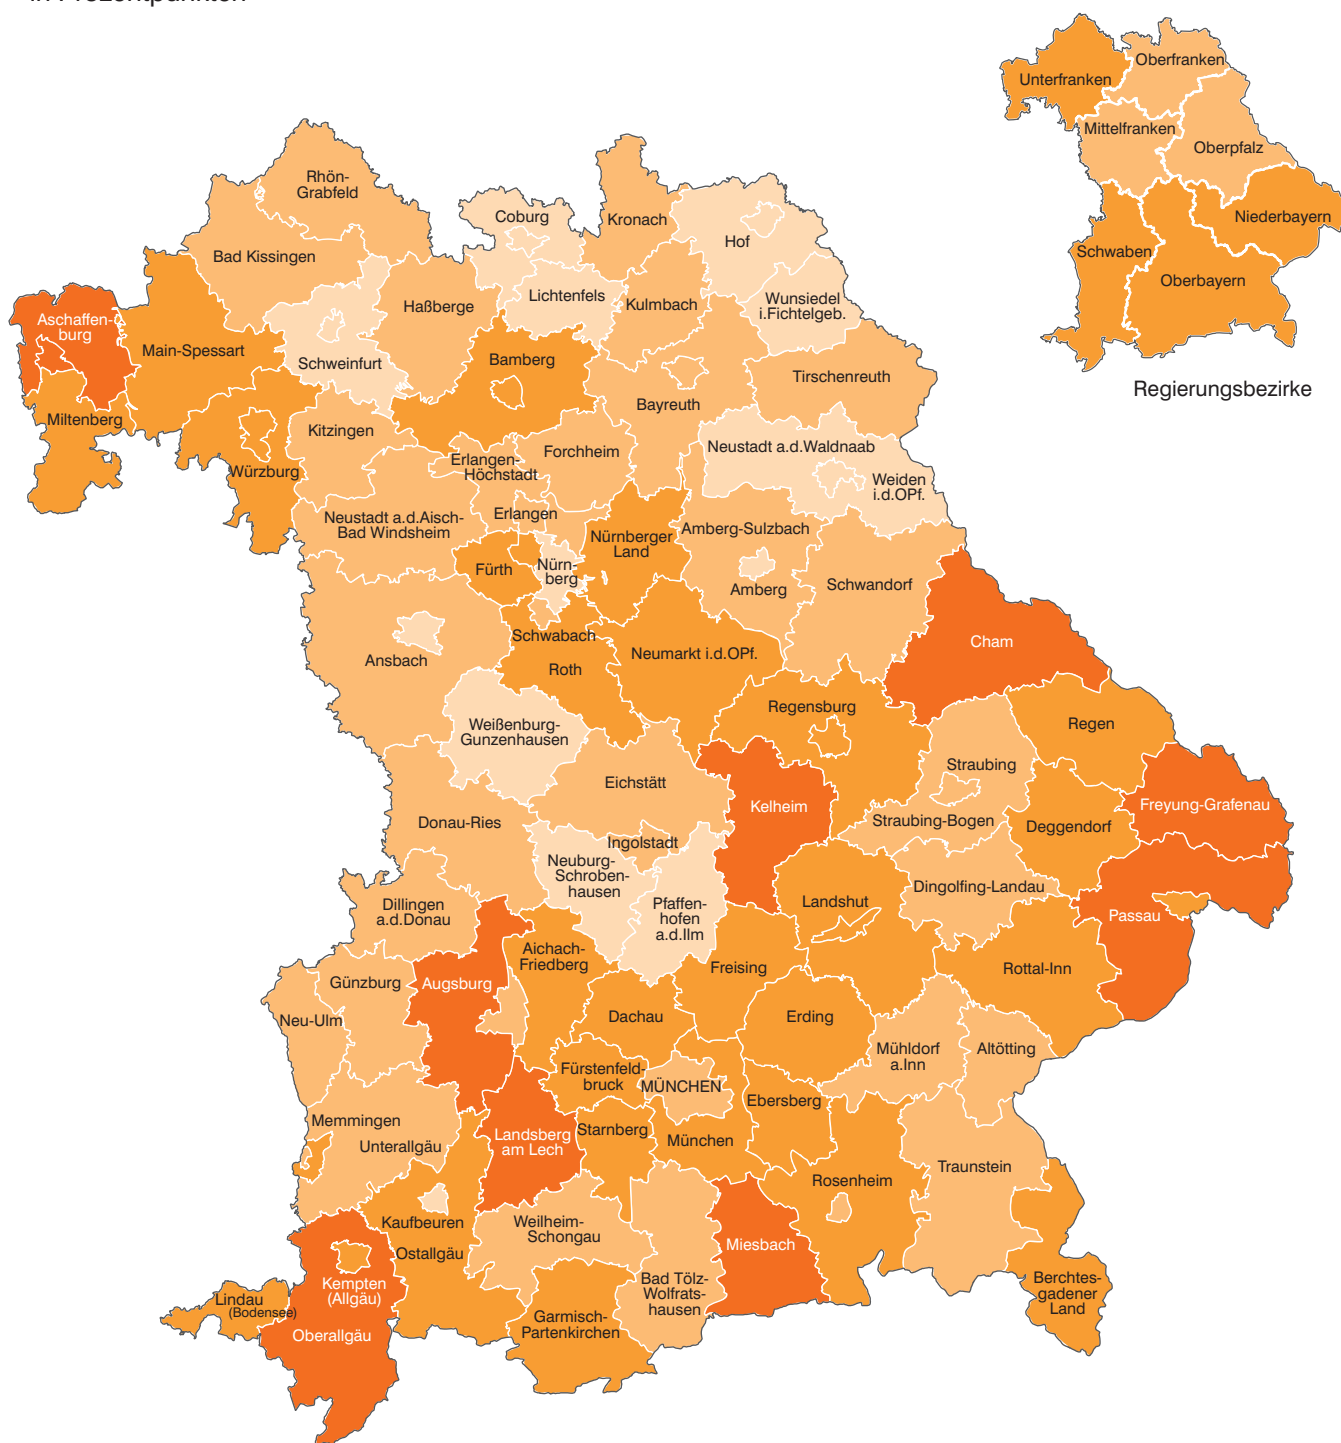 Oberfranken
Unterfranken
Mittelfranken
Oberpfalz
Niederbayern
Schwaben
Oberbayern
Regierungsbezirke
Rhön-
Grabfeld
Coburg
Kronach
Hof
Bad Kissingen
Lichtenfels
Haßberge
Kulmbach
Wunsiedel
i.Fichtelgeb.
Aschaffen-
burg
Main-Spessart
Schweinfurt
Bamberg
Tirschenreuth
Bayreuth
Miltenberg
Kitzingen
Neustadt a.d.Waldnaab
Forchheim
Erlangen-
Höchstadt
Würzburg
Weiden
i.d.OPf.
Erlangen
Neustadt a.d.Aisch-
Bad Windsheim
Nürnberger
Land
Amberg-Sulzbach
Fürth
Nürn-
berg
Amberg
Schwandorf
Schwabach
Cham
Ansbach
Roth
Neumarkt i.d.OPf.
Regensburg
Regen
Weißenburg-
Gunzenhausen
Straubing
Eichstätt
Kelheim
Freyung-Grafenau
Donau-Ries
Straubing-Bogen
Deggendorf
Ingolstadt
Neuburg-
Schroben-
hausen
Dingolfing-Landau
Dillingen
a.d.Donau
Pfaffen-
hofen
a.d.Ilm
Landshut
Passau
Aichach-
Friedberg
Freising
Rottal-Inn
Günzburg
Augsburg
Neu-Ulm
Dachau
Erding
Mühldorf
a.Inn
Altötting
Fürstenfeld-
bruck
MÜNCHEN
Ebersberg
Memmingen
Unterallgäu
Landsberg
am Lech
Starnberg
München
Traunstein
Rosenheim
Kaufbeuren
Weilheim-
Schongau
Ostallgäu
Miesbach
Kempten
(Allgäu)
Bad Tölz-
Wolfrats-
hausen
Berchtes-
gadener
Land
Lindau
(Bodensee)
Oberallgäu
Garmisch-
Partenkirchen